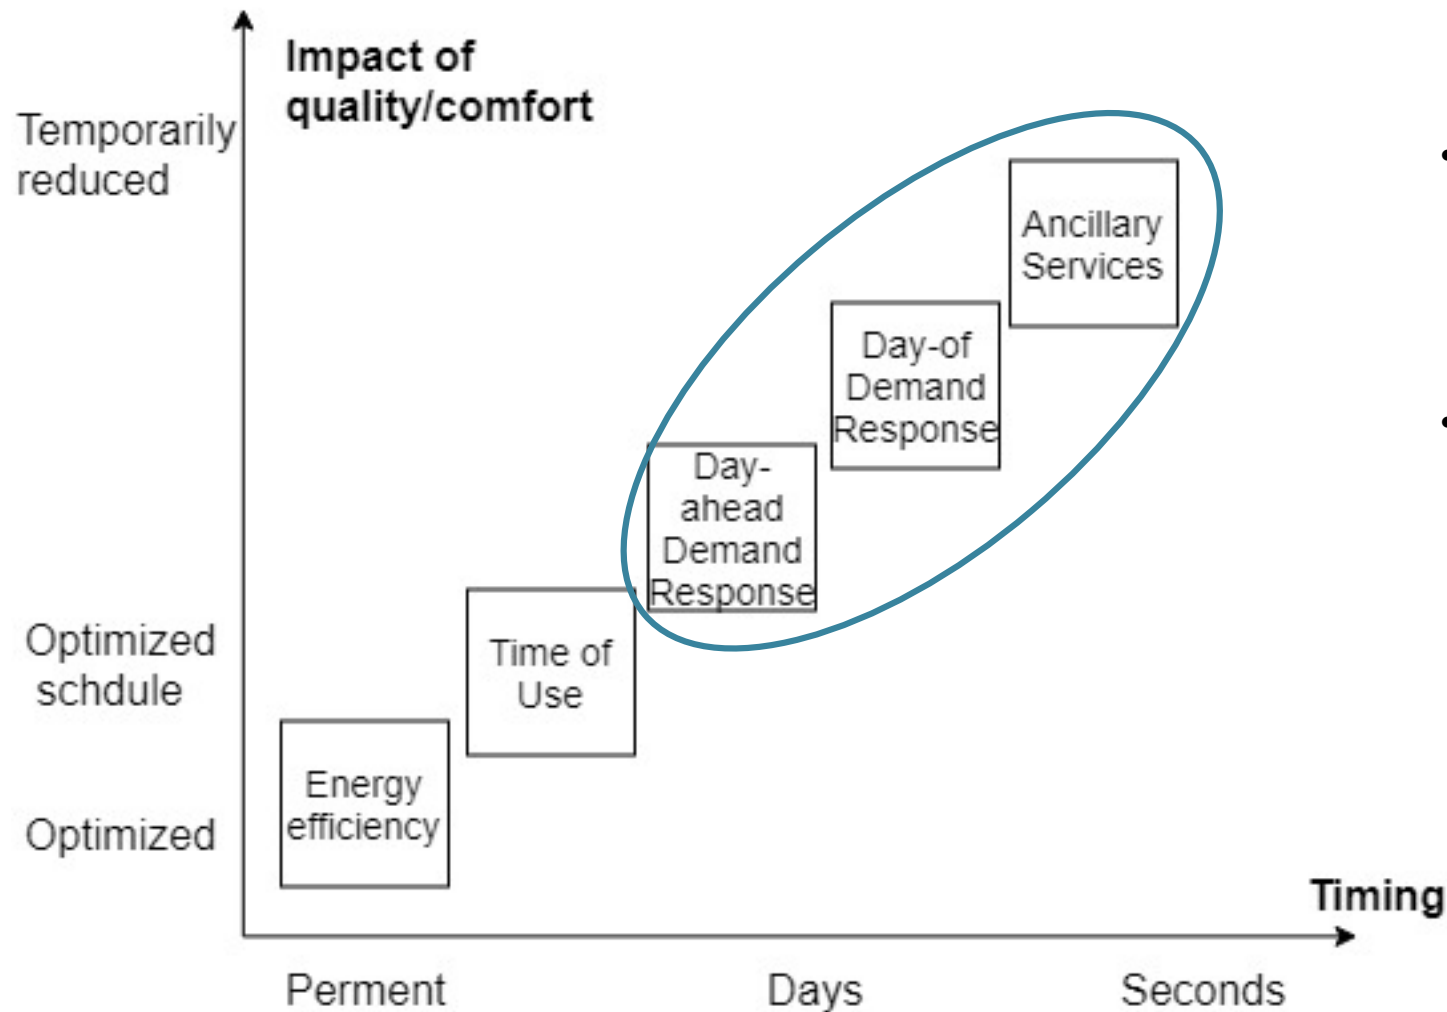 Impact of
quality/comfort
Temporarily
reduced
Ancillary
Services
Day-of
Demand
Response
Day-
ahead
Demand
Response
Optimized
schdule
Time of
Use
Energy
efficiency
Optimized
Timing
Perment
Days
Seconds